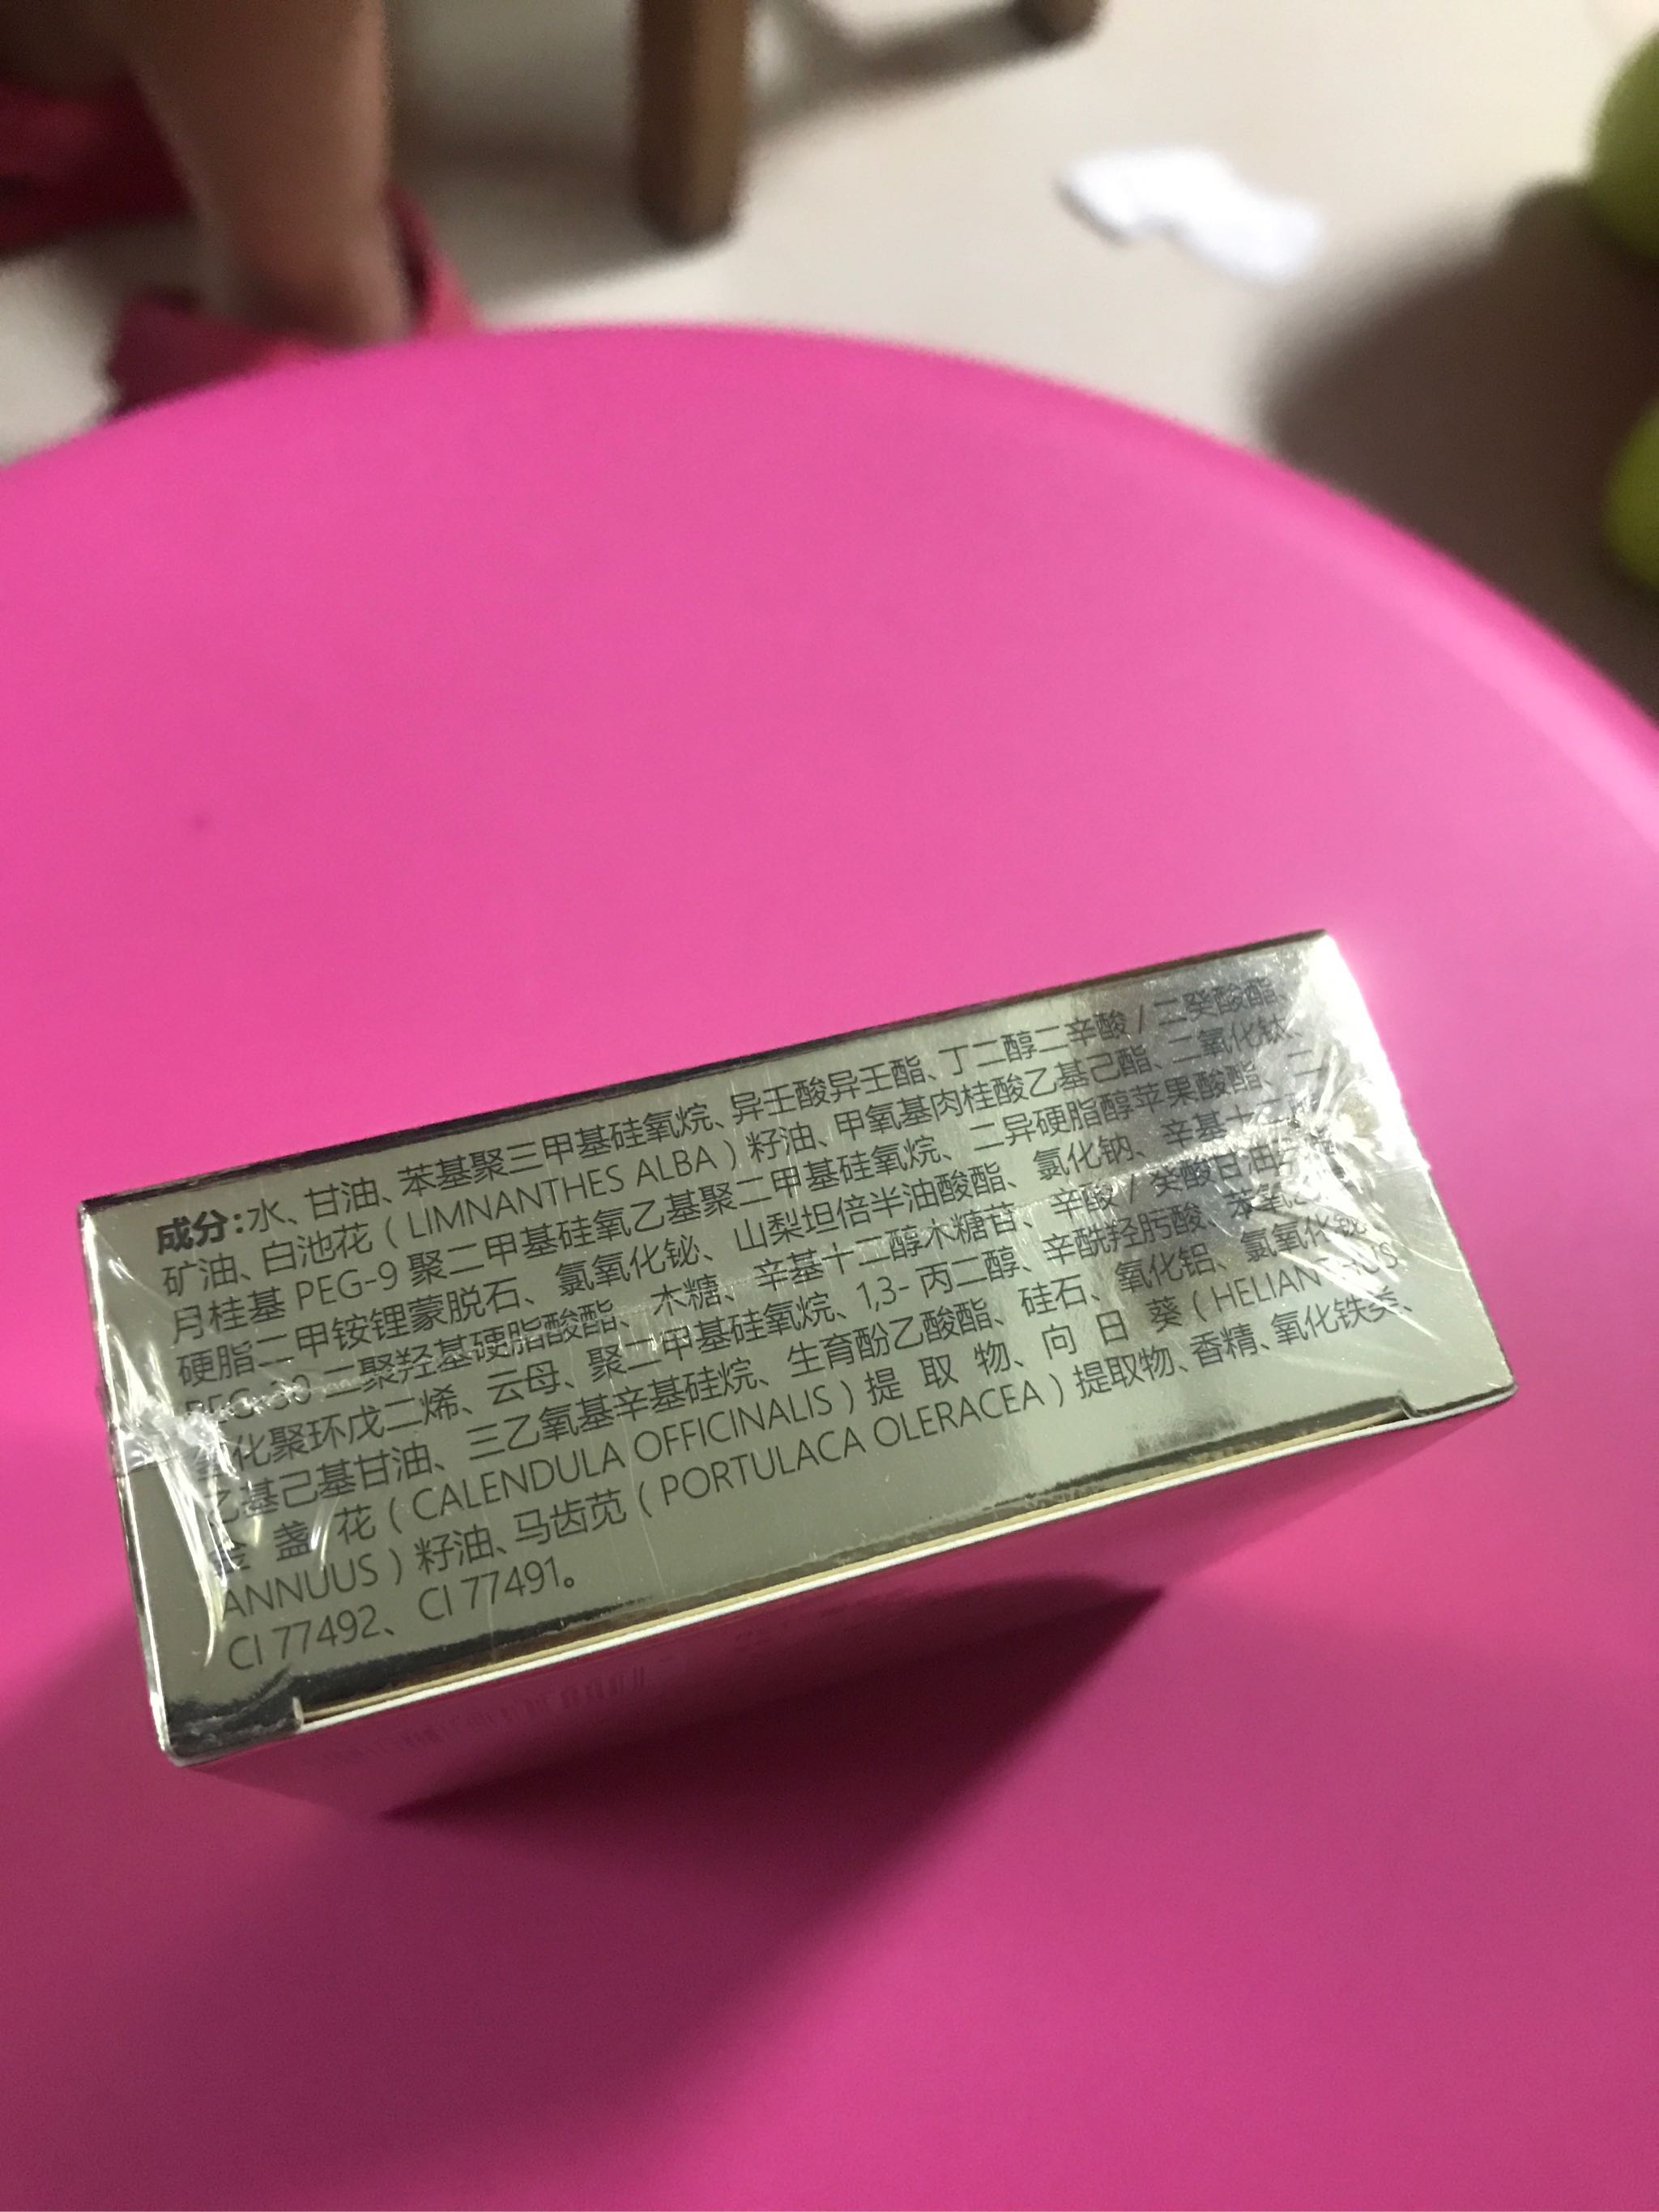 成分:水、甘油、苯基聚三甲基硅氧烷、异壬酸异壬酯、丁二醇二辛酸/二癸酸酯、
矿油、白池花(LIMNANTHES ALBA)籽油、甲氧基肉桂酸乙基己酯、二氧化钛、
月桂基 PEG-9 聚二甲基硅氧乙基聚二甲基硅氧烷、二异硬脂醇苹果酸酯、二
硬脂二甲铵锂蒙脱石、氯氧化铋、山梨坦倍半油酸酯、氯化钠、辛基十二
PEG-30 二聚羟基硬脂酸酯、木糖、辛基十二醇木糖苷、辛酸/癸酸甘油
化聚环戊二烯、云母、聚二甲基硅氧烷、1,3-丙二醇、辛酰羟肟酸、苯氧
乙基己基甘油、三乙氧基辛基硅烷、生育酚乙酸酯、硅石、氧化铝、氯氧化铋
金盏花(CALENDULA OFFICINALIS)提取物、向日葵(HELIANTHUS
ANNUUS)籽油、马齿苋(PORTULACA OLERACEA)提取物、香精、氧化铁类、
CI 77492、CI 77491。